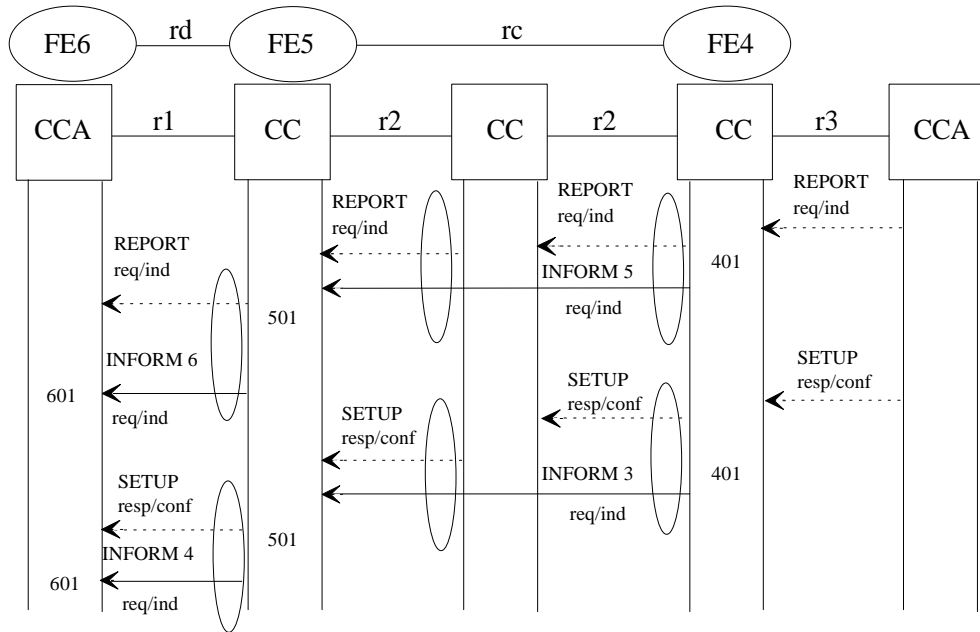 FE6 rd FE5 rc FE4
CCA r1 CC r2 CC r2 CC r3 CCA
REPORT
req/ind
REPORT
req/ind
REPORT
req/ind
REPORT
req/ind
401
INFORM 5
req/ind
501
INFORM 6
req/ind
601
SETUP
resp/conf
SETUP
resp/conf
SETUP
resp/conf
401
INFORM 3
req/ind
SETUP
resp/conf
501
INFORM 4
req/ind
601